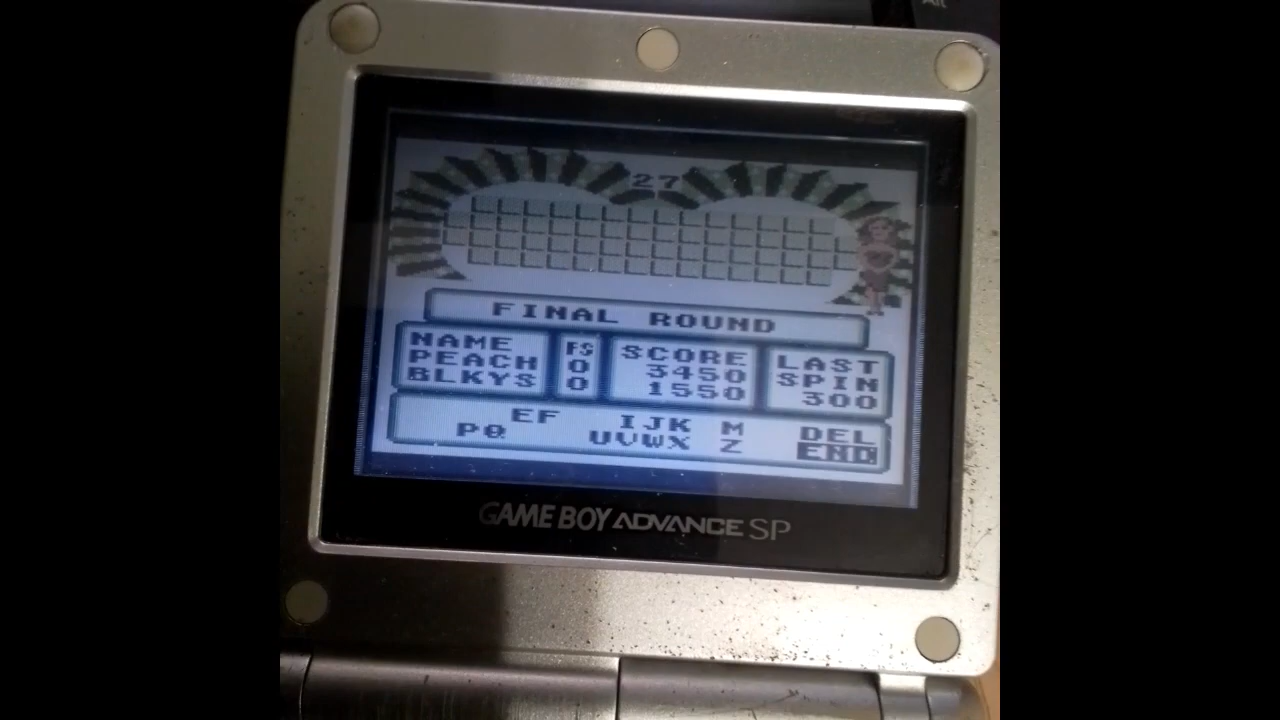 Alt
27
FINAL ROUND
NAME FS SCORE LAST
PEACH 0 3450 SPIN
BLKYS 0 1550 300
EF IJK M DEL
PQ UVWX Z END
GAME BOY ADVANCE SP